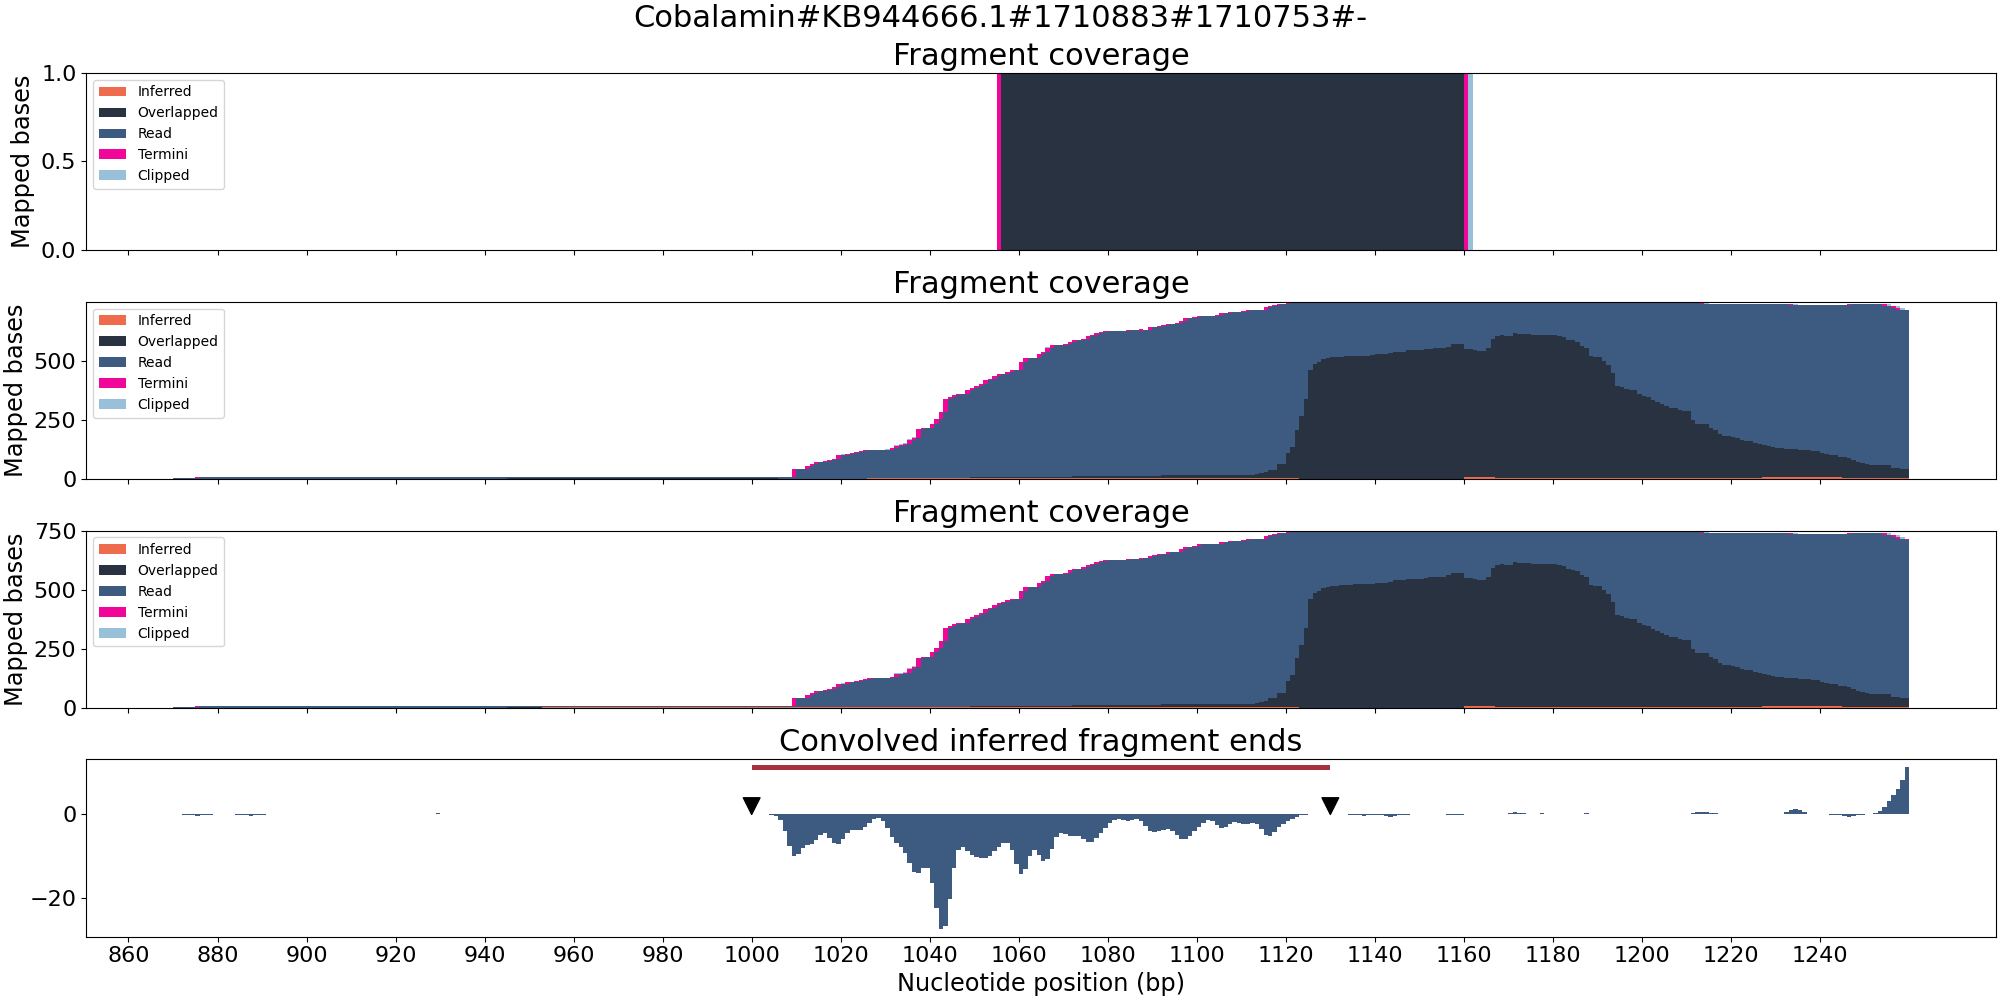 Cobalamin#KB944666.1#1710883#1710753#-
Fragment coverage
Mapped bases
1.0
0.5
0.0
Inferred
Overlapped
Read
Termini
Clipped
Fragment coverage
Mapped bases
500
250
0
Inferred
Overlapped
Read
Termini
Clipped
Fragment coverage
Mapped bases
750
500
250
0
Inferred
Overlapped
Read
Termini
Clipped
Convolved inferred fragment ends
0
−20
860 880 900 920 940 960 980 1000 1020 1040 1060 1080 1100 1120 1140 1160 1180 1200 1220 1240
Nucleotide position (bp)